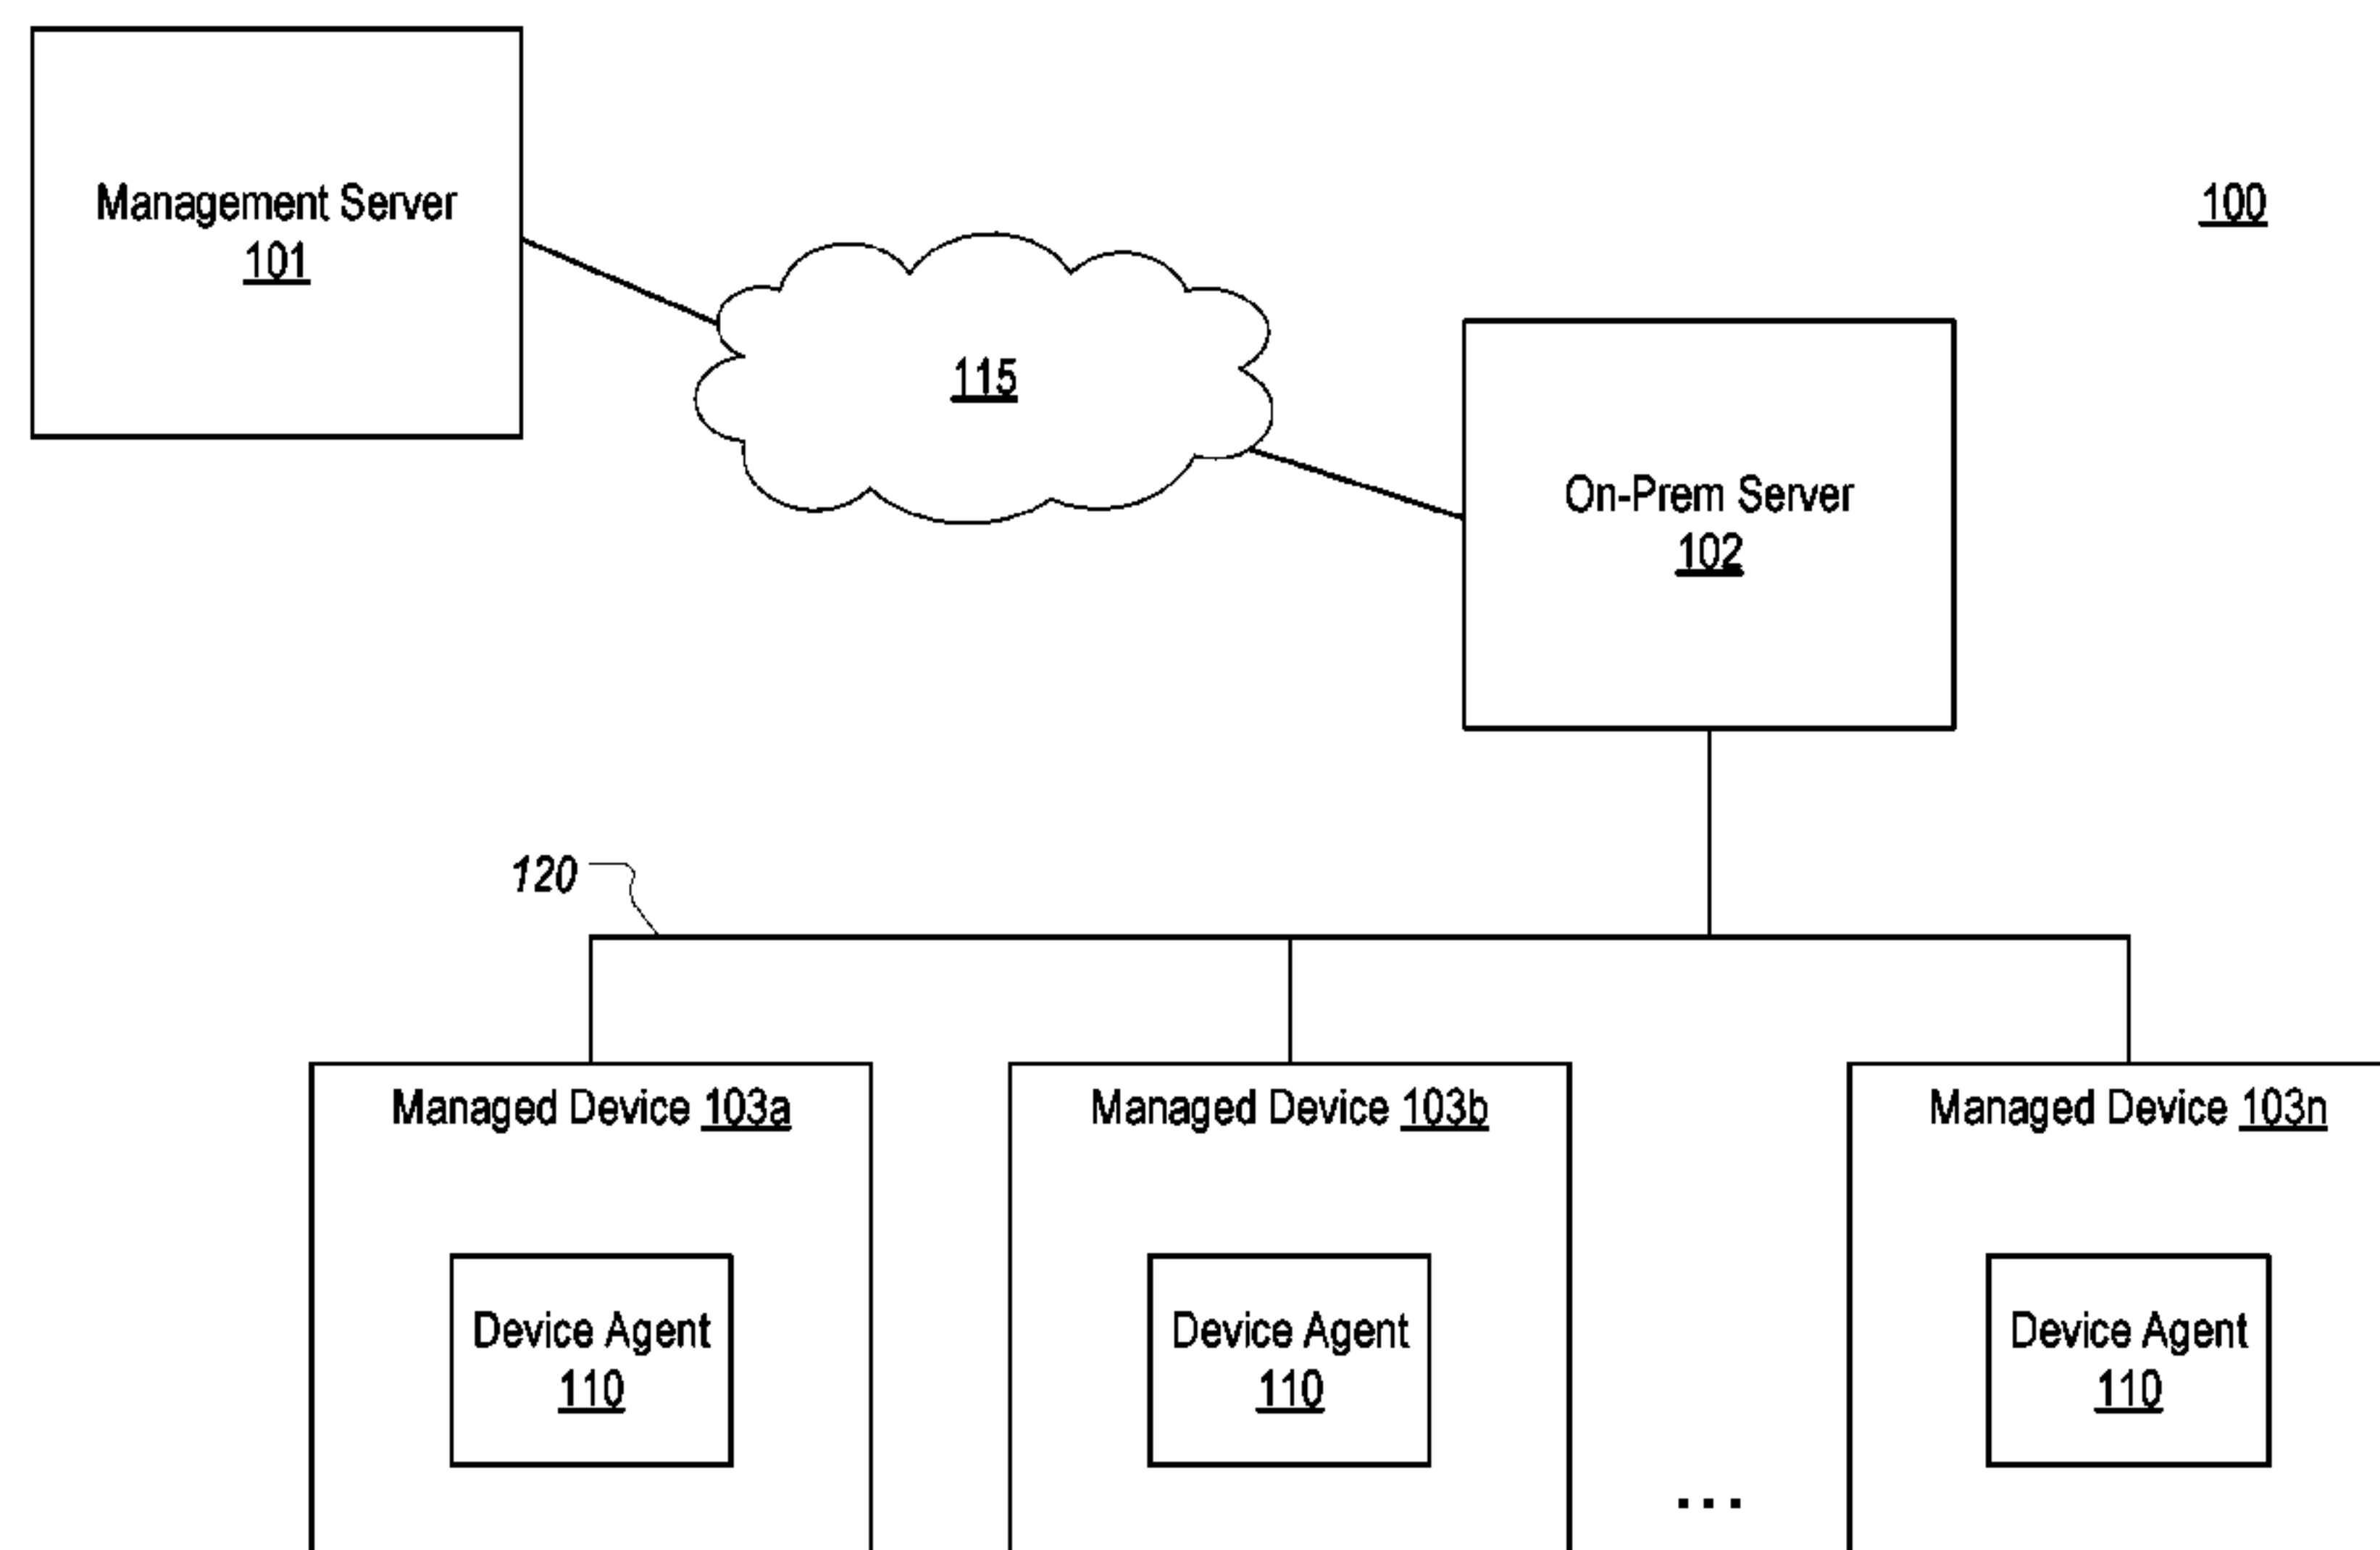 Management Server
101
100
115
On-Prem Server
102
120
Managed Device 103a
Managed Device 103b
Managed Device 103n
Device Agent
110
Device Agent
110
Device Agent
110
...